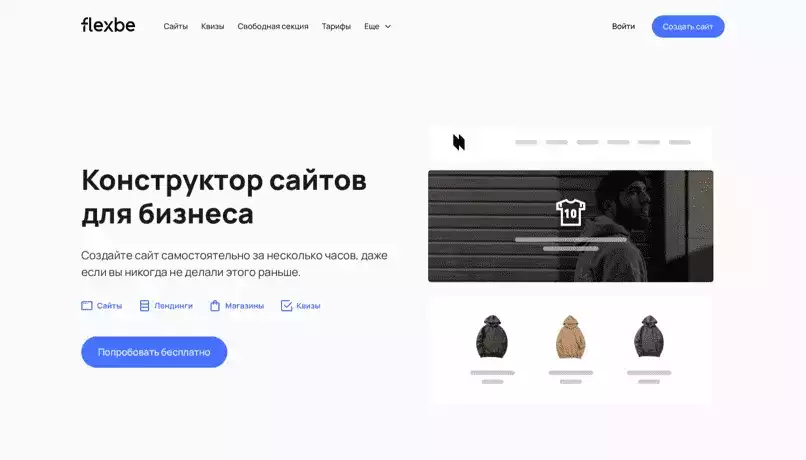 flexbe
Сайты
Квизы
Свободная секция
Тарифы
Еще
Войти
Создать сайт
Конструктор сайтов
для бизнеса
Создайте сайт самостоятельно за несколько часов, даже
если вы никогда не делали этого раньше.
Сайты
Лендинги
Магазины
Квизы
Попробовать бесплатно
10